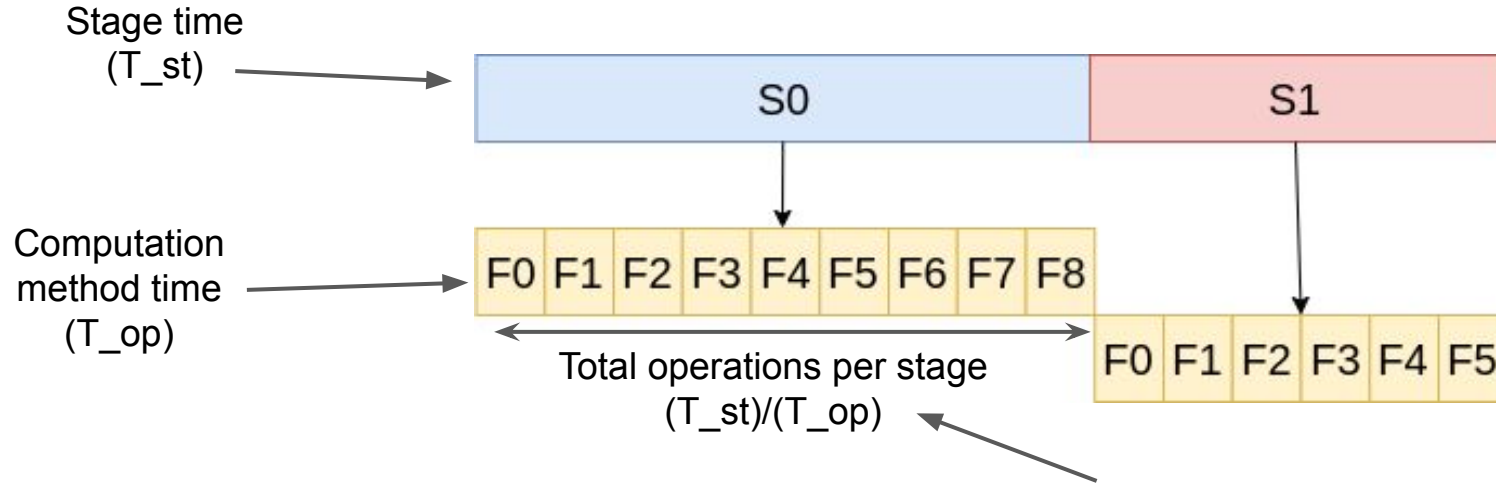 Stage time
(T_st)
S0
S1
Computation
method time
(T_op)
F0 F1 F2 F3 F4 F5 F6 F7 F8
Total operations per stage
(T_st)/(T_op)
F0 F1 F2 F3 F4 F5